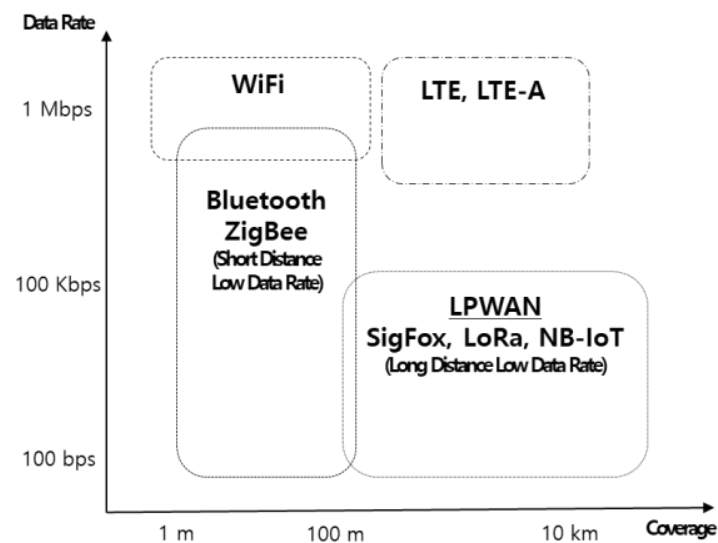 Data Rate
WiFi
LTE, LTE-A
1 Mbps
Bluetooth
ZigBee
(Short Distance
Low Data Rate)
100 Kbps
LPWAN
SigFox, LoRa, NB-IoT
(Long Distance Low Data Rate)
100 bps
1 m
100 m
10 km
Coverage